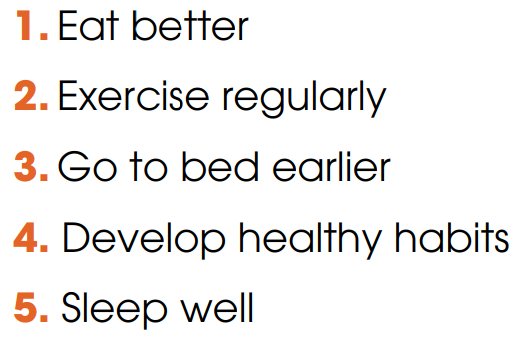 1. Eat better
2. Exercise regularly
3. Go to bed earlier
4. Develop healthy habits
5. Sleep well